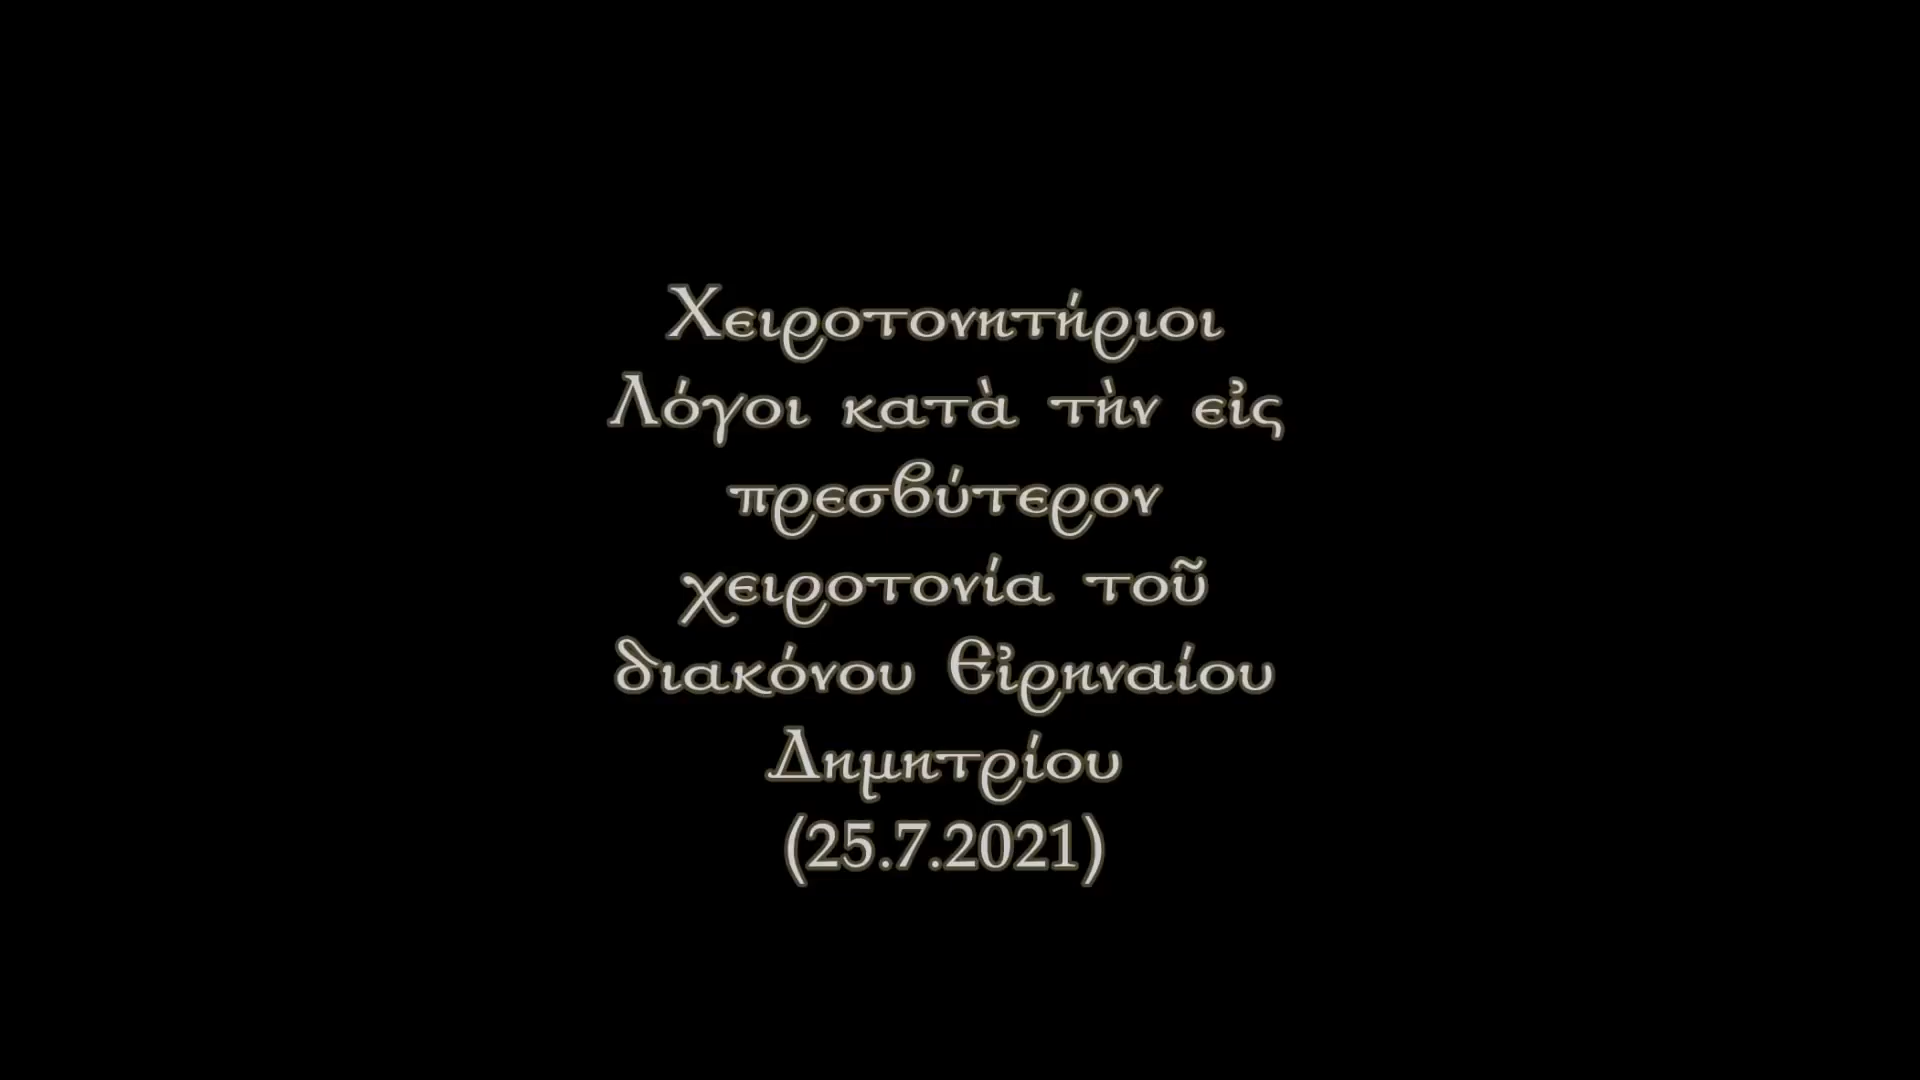 Χειροτονητήριοι
Λόγοι κατὰ τὴν εἰς
πρεσβύτερον
χειροτονία τοῦ
διακόνου Εἰρηναίου
Δημητρίου
(25.7.2021)